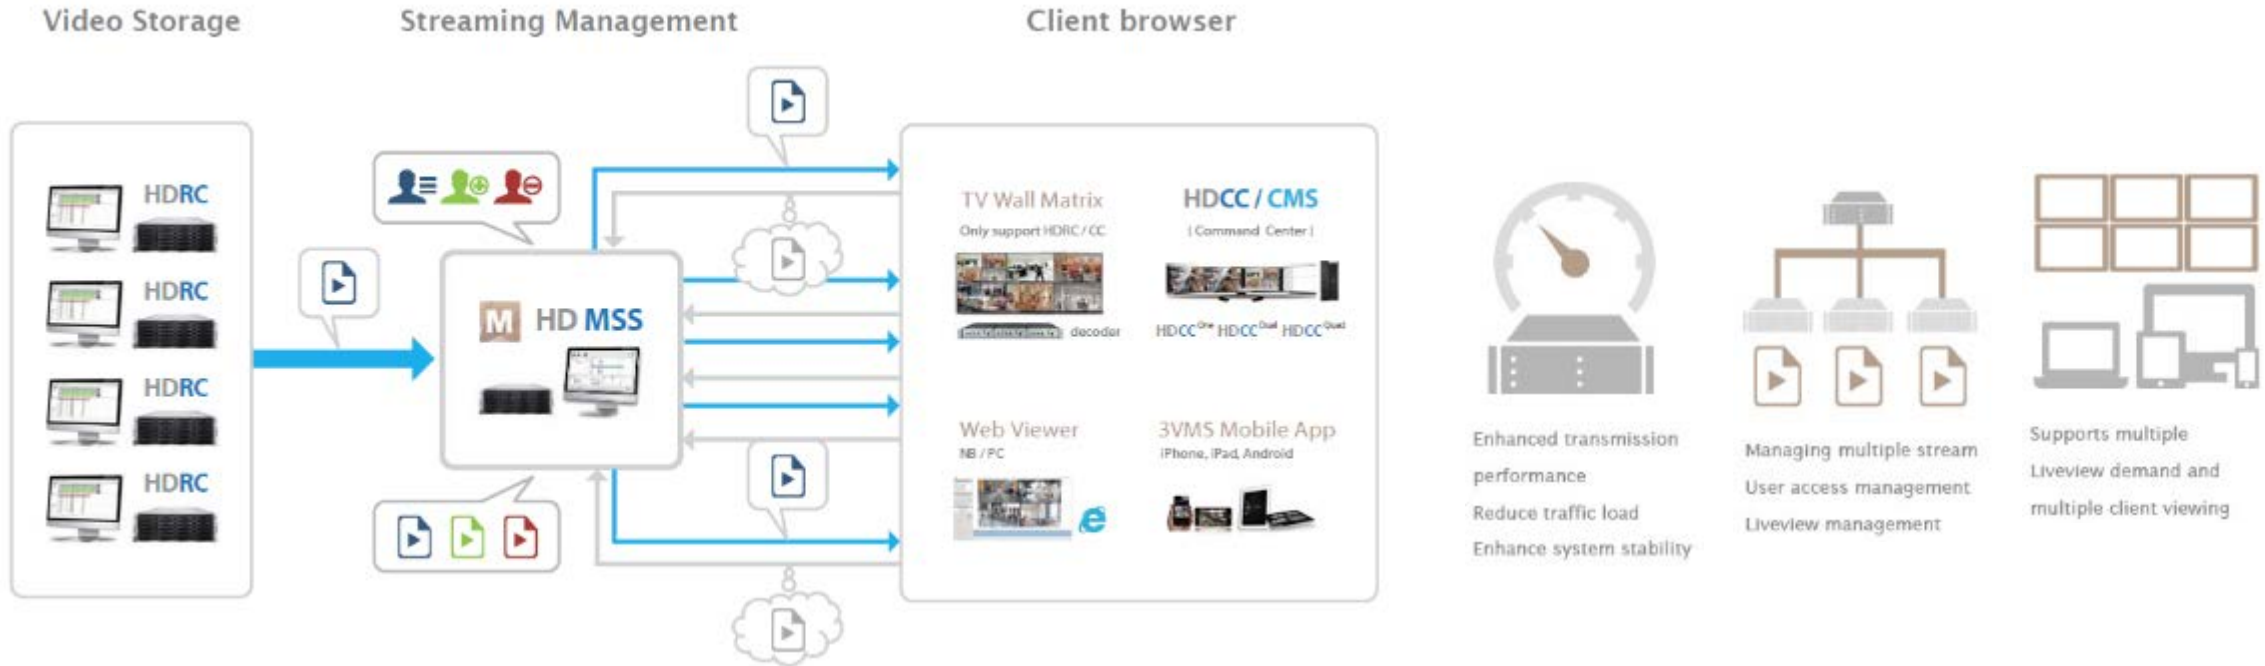 Video Storage
Streaming Management
Client browser
HDRC
HDRC
HDRC
HDRC
M HD MSS
TV Wall Matrix
Only support HDRC / CC
decoder
HDCC / CMS
( Command Center )
HDCC One HDCC Dual HDCC Quad
Web Viewer
NB / PC
3VMS Mobile App
iPhone, iPad, Android
Enhanced transmission
performance
Reduce traffic load
Enhance system stability
Managing multiple stream
User access management
Liveview management
Supports multiple
Liveview demand and
multiple client viewing